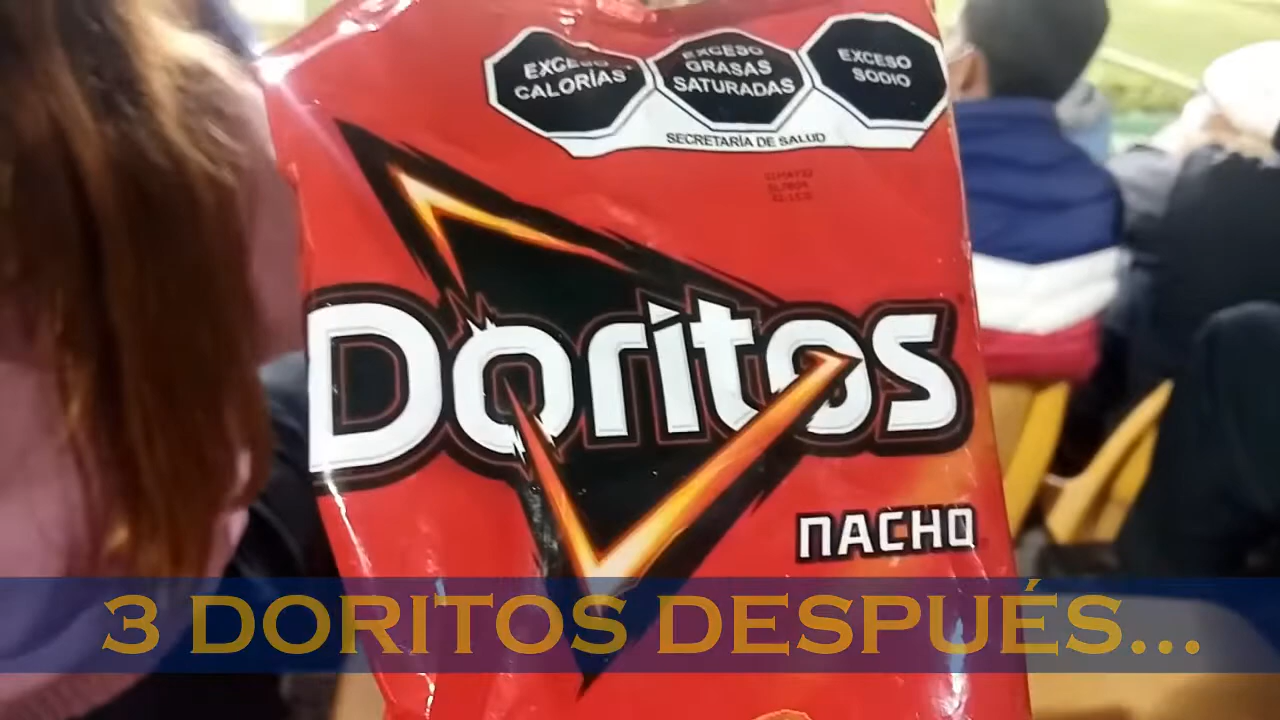 EXCESO
CALORÍAS
EXCESO
GRASAS
SATURADAS
EXCESO
SODIO
SECRETARÍA DE SALUD
Doritos
NACHO
3 DORITOS DESPUÉS...